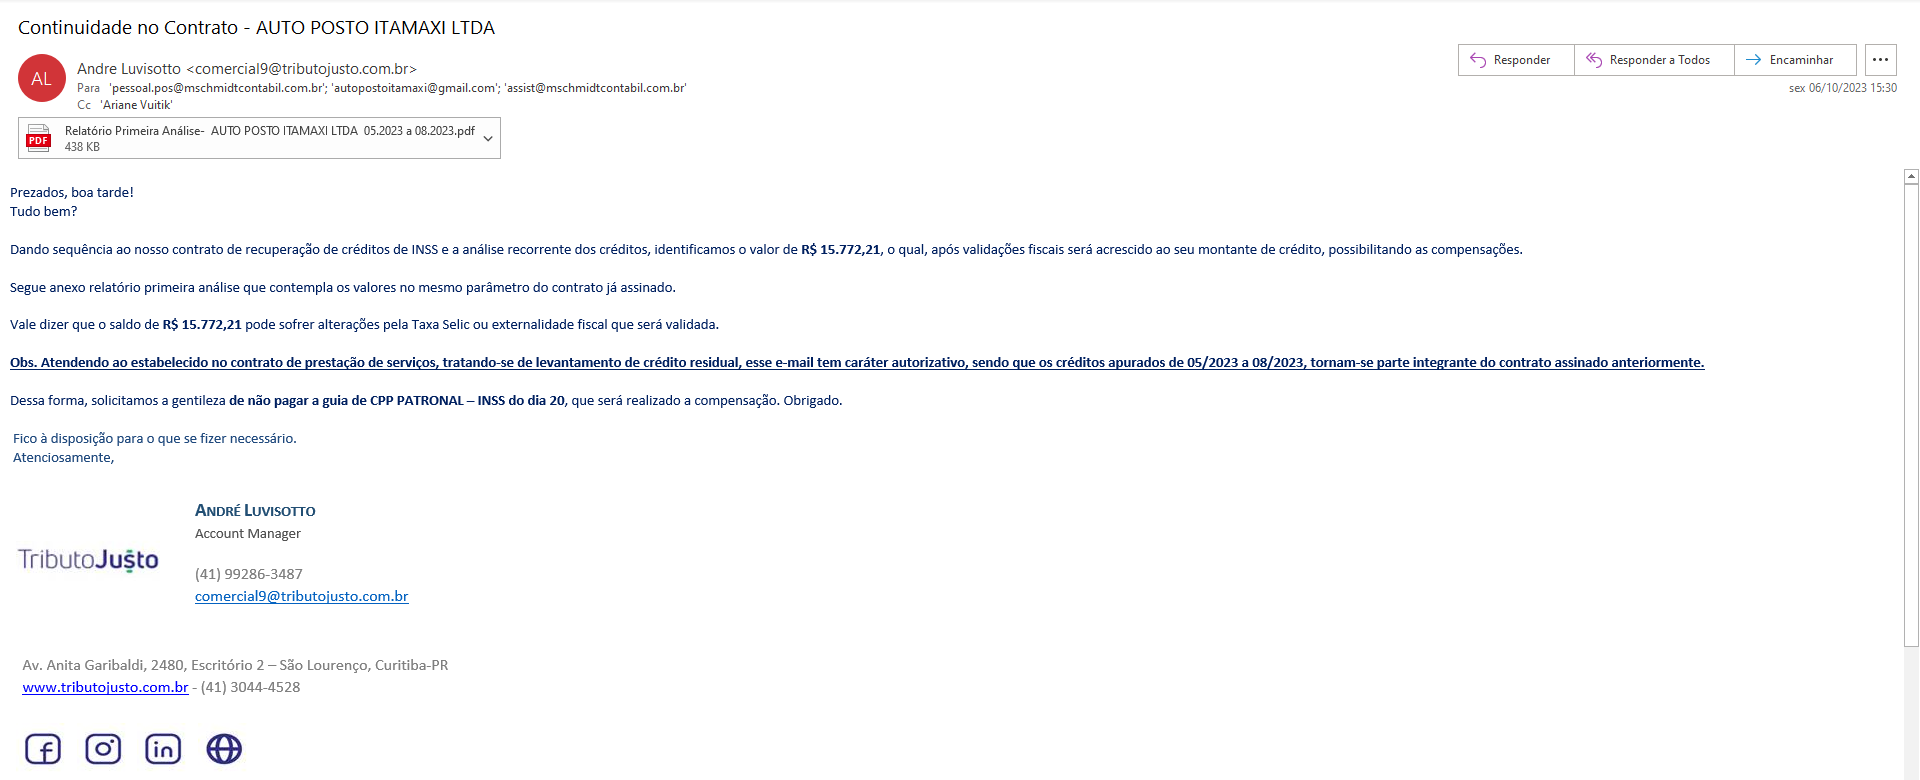 Continuidade no Contrato - AUTO POSTO ITAMAXI LTDA
AL
Andre Luvisotto <comercial9@tributojusto.com.br>
Para 'pessoal.pos@mschmidtcontabil.com.br'; 'autopostoitamaxi@gmail.com'; 'assist@mschmidtcontabil.com.br'
Cc 'Ariane Vuitik'
Responder
Responder a Todos
Encaminhar
sex 06/10/2023 15:30
PDF
Relatório Primeira Análise- AUTO POSTO ITAMAXI LTDA 05.2023 a 08.2023.pdf
438 KB
Prezados, boa tarde!
Tudo bem?
Dando sequência ao nosso contrato de recuperação de créditos de INSS e a análise recorrente dos créditos, identificamos o valor de R$ 15.772,21, o qual, após validações fiscais será acrescido ao seu montante de crédito, possibilitando as compensações.
Segue anexo relatório primeira análise que contempla os valores no mesmo parâmetro do contrato já assinado.
Vale dizer que o saldo de R$ 15.772,21 pode sofrer alterações pela Taxa Selic ou externalidade fiscal que será validada.
Obs. Atendendo ao estabelecido no contrato de prestação de serviços, tratando-se de levantamento de crédito residual, esse e-mail tem caráter autorizativo, sendo que os créditos apurados de 05/2023 a 08/2023, tornam-se parte integrante do contrato assinado anteriormente.
Dessa forma, solicitamos a gentileza de não pagar a guia de CPP PATRONAL – INSS do dia 20, que será realizado a compensação. Obrigado.
Fico à disposição para o que se fizer necessário.
Atenciosamente,
ANDRÉ LUVISOTTO
Account Manager
TributoJusto
(41) 99286-3487
comercial9@tributojusto.com.br
Av. Anita Garibaldi, 2480, Escritório 2 – São Lourenço, Curitiba-PR
www.tributojusto.com.br - (41) 3044-4528